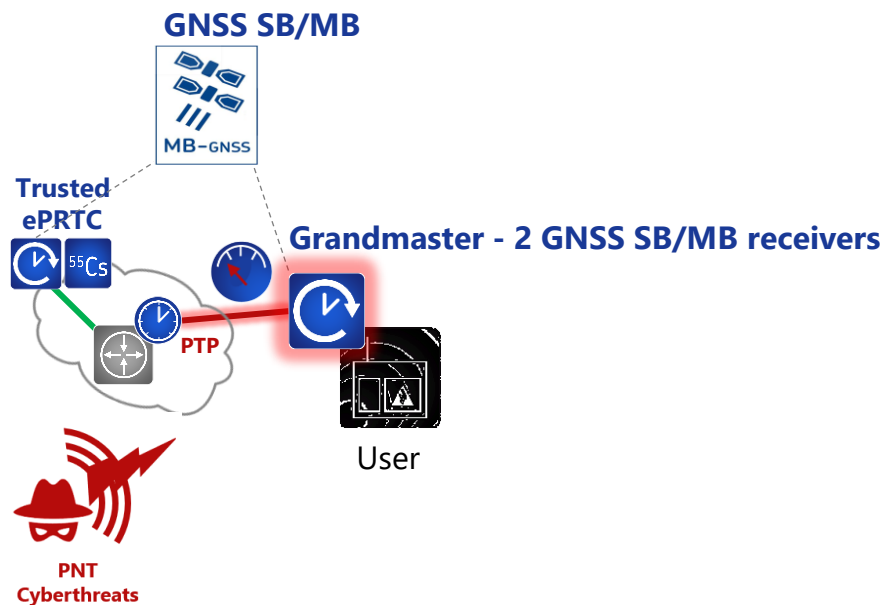 GNSS SB/MB
MB-GNSS
Trusted
ePRTC
55Cs
Grandmaster - 2 GNSS SB/MB receivers
PTP
User
PNT
Cyberthreats